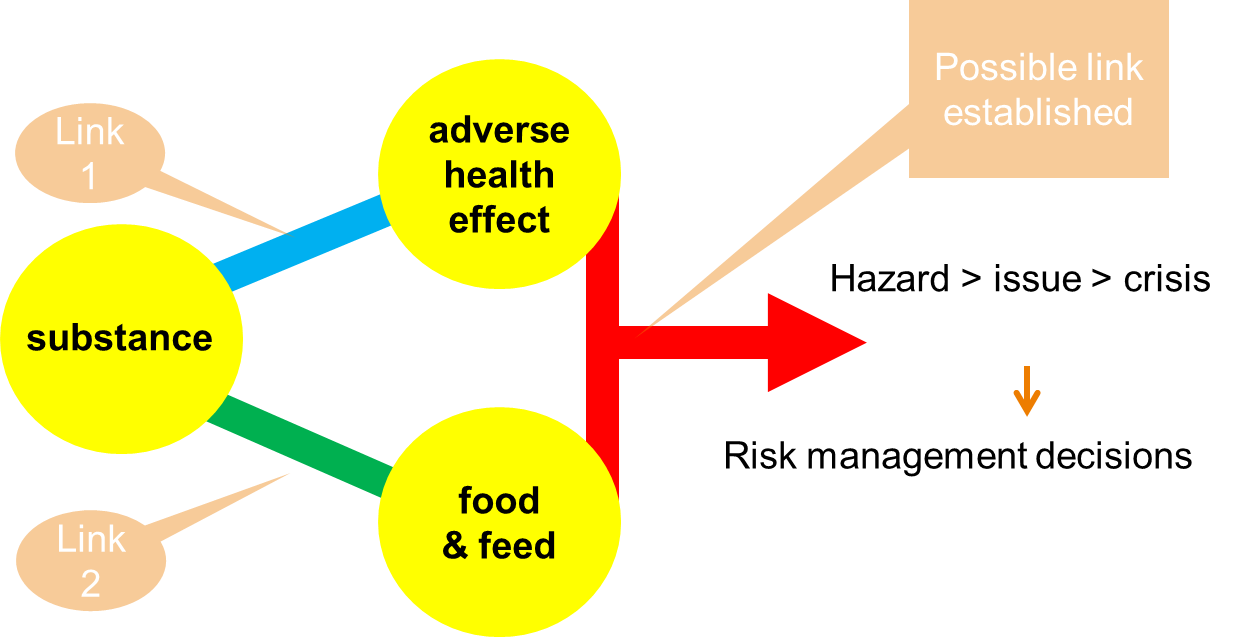 Possible link
established
Link
1
adverse
health
effect
Hazard > issue > crisis
substance
Risk management decisions
food
& feed
Link
2